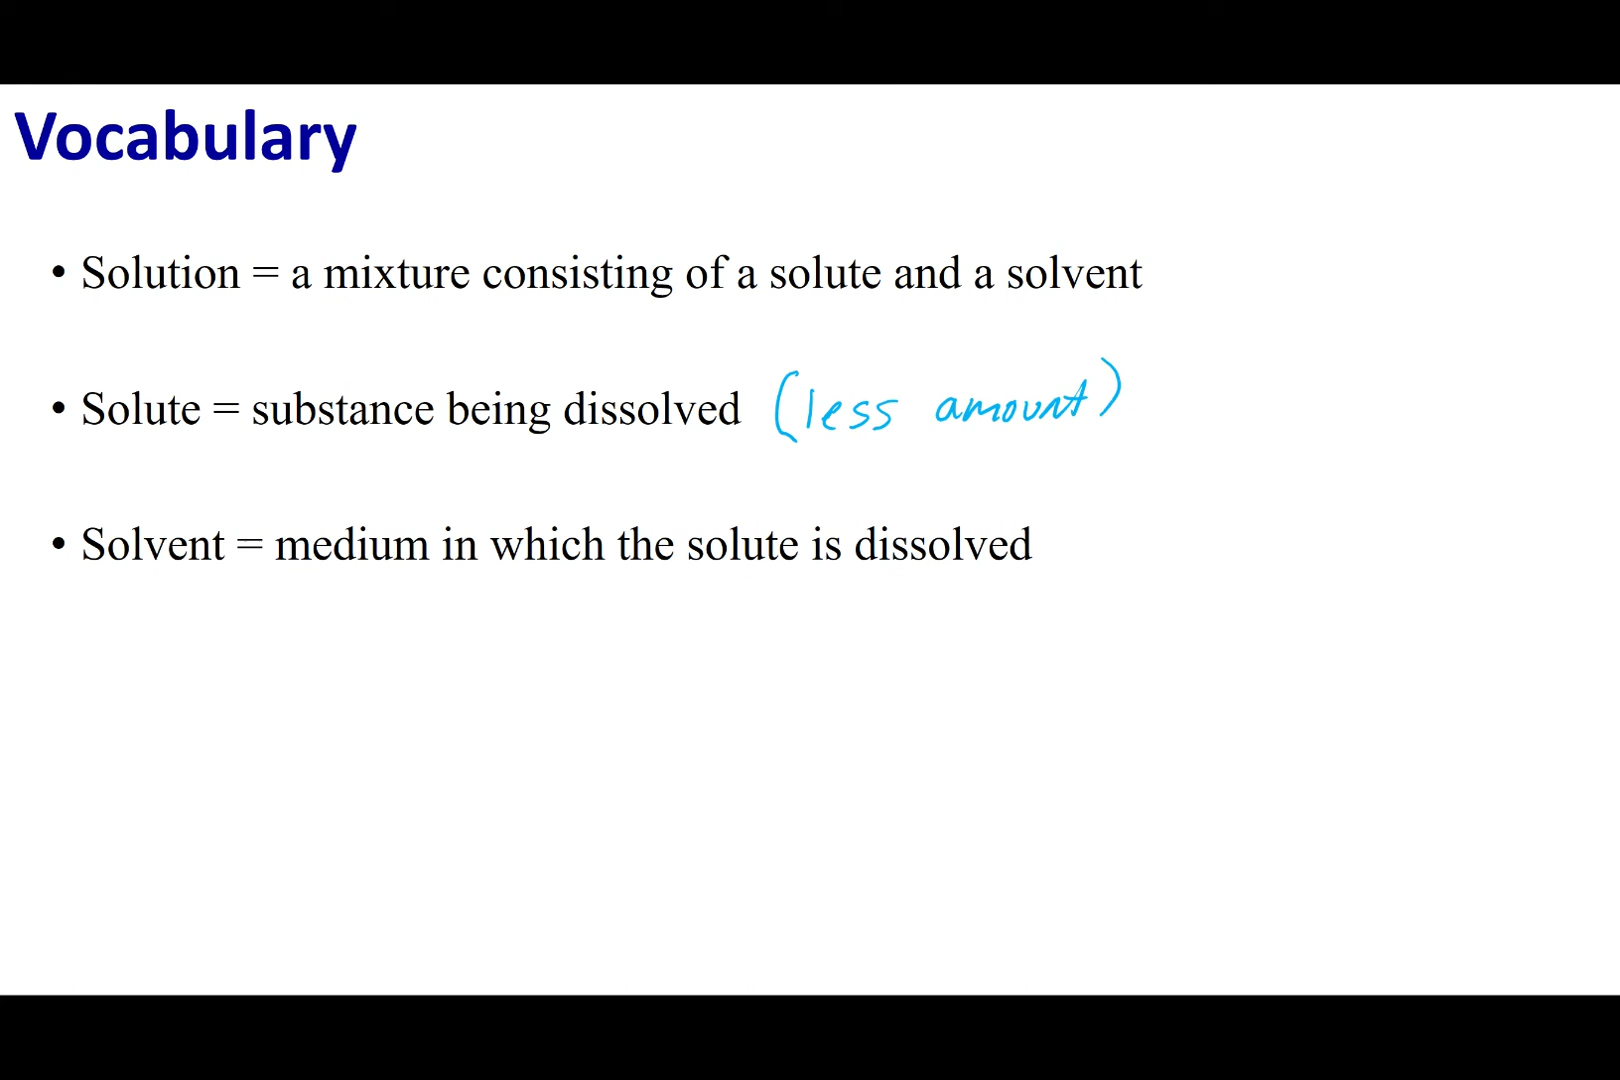 Vocabulary
• Solution = a mixture consisting of a solute and a solvent
• Solute = substance being dissolved (less amount)
• Solvent = medium in which the solute is dissolved